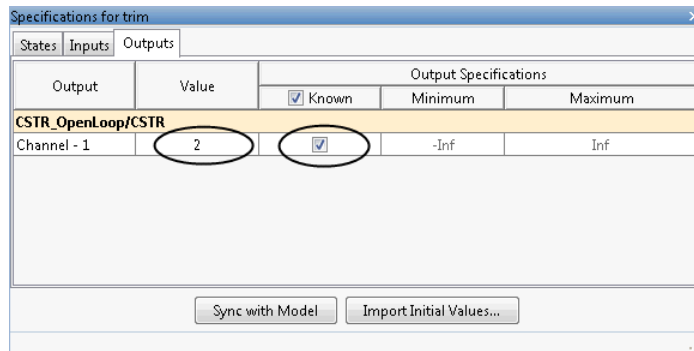 Specifications for trim
States Inputs Outputs
Output Value Output Specifications
Known Minimum Maximum
CSTR_OpenLoop/CSTR
Channel - 1 2 -Inf Inf
Sync with Model Import Initial Values...